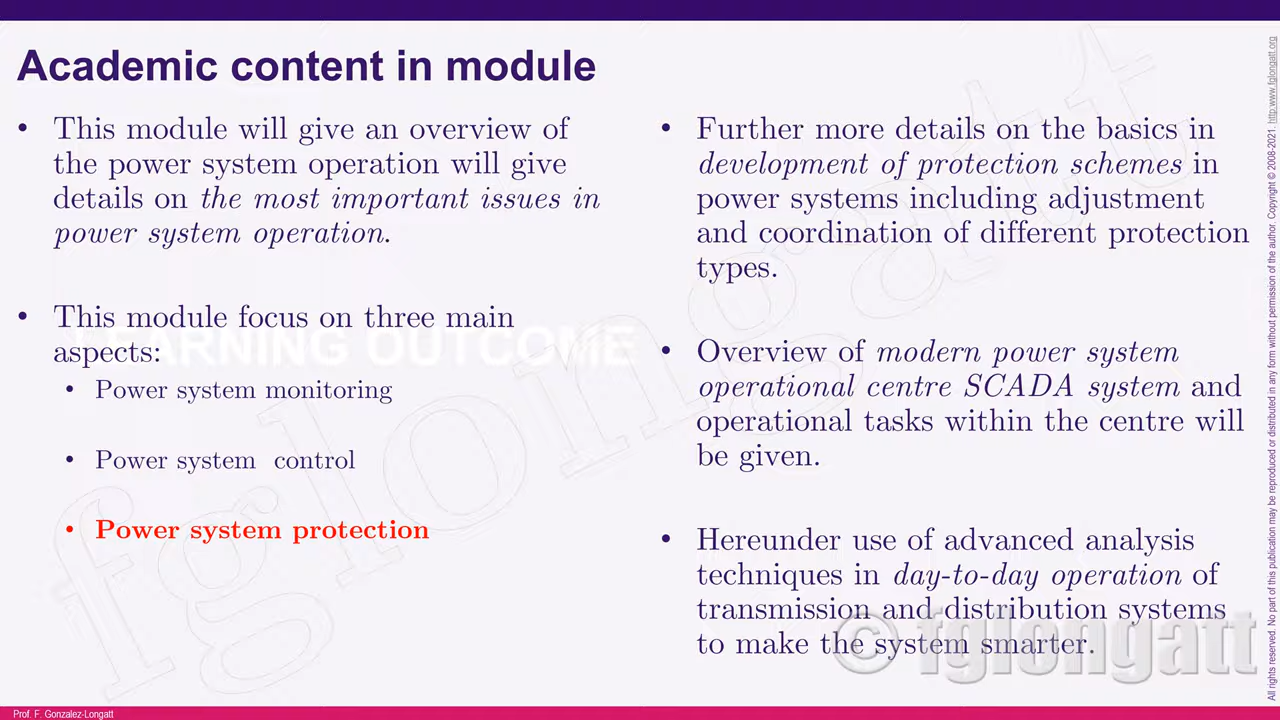 Academic content in module
• This module will give an overview of
the power system operation will give
details on the most important issues in
power system operation.
• This module focus on three main
aspects:
• Power system monitoring
• Power system control
• Power system protection
• Further more details on the basics in
development of protection schemes in
power systems including adjustment
and coordination of different protection
types.
• Overview of modern power system
operational centre SCADA system and
operational tasks within the centre will
be given.
• Hereunder use of advanced analysis
techniques in day-to-day operation of
transmission and distribution systems
to make the system smarter.
LEARNING OUTCOME
fglongatt
© fglongatt
Prof. F. Gonzalez-Longatt
All rights reserved. No part of this publication may be reproduced or distributed in any form without permission of the author. Copyright © 2008-2021. http:www.fglongatt.org